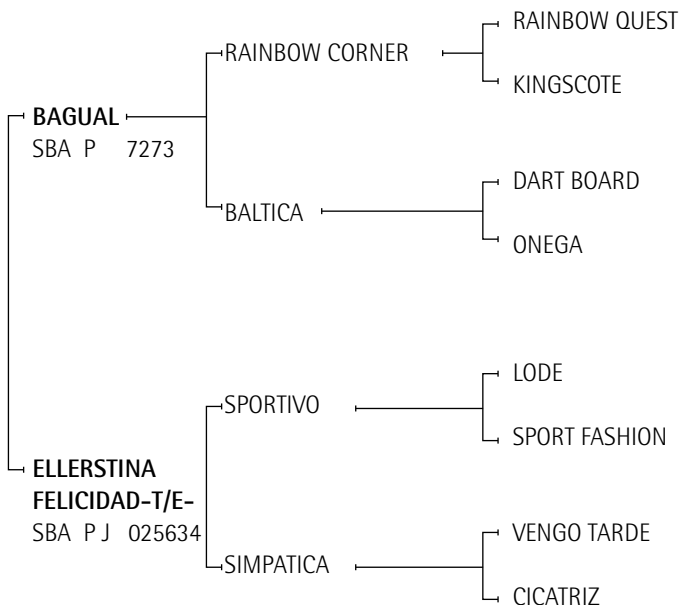 RAINBOW QUEST
RAINBOW CORNER
KINGSCOTE
BAGUAL
SBA P 7273
DART BOARD
BALTICA
ONEGA
LODE
SPORTIVO
SPORT FASHION
ELLERSTINA
FELICIDAD-T/E-
SBA P J 025634
VENGO TARDE
SIMPATICA
CICATRIZ